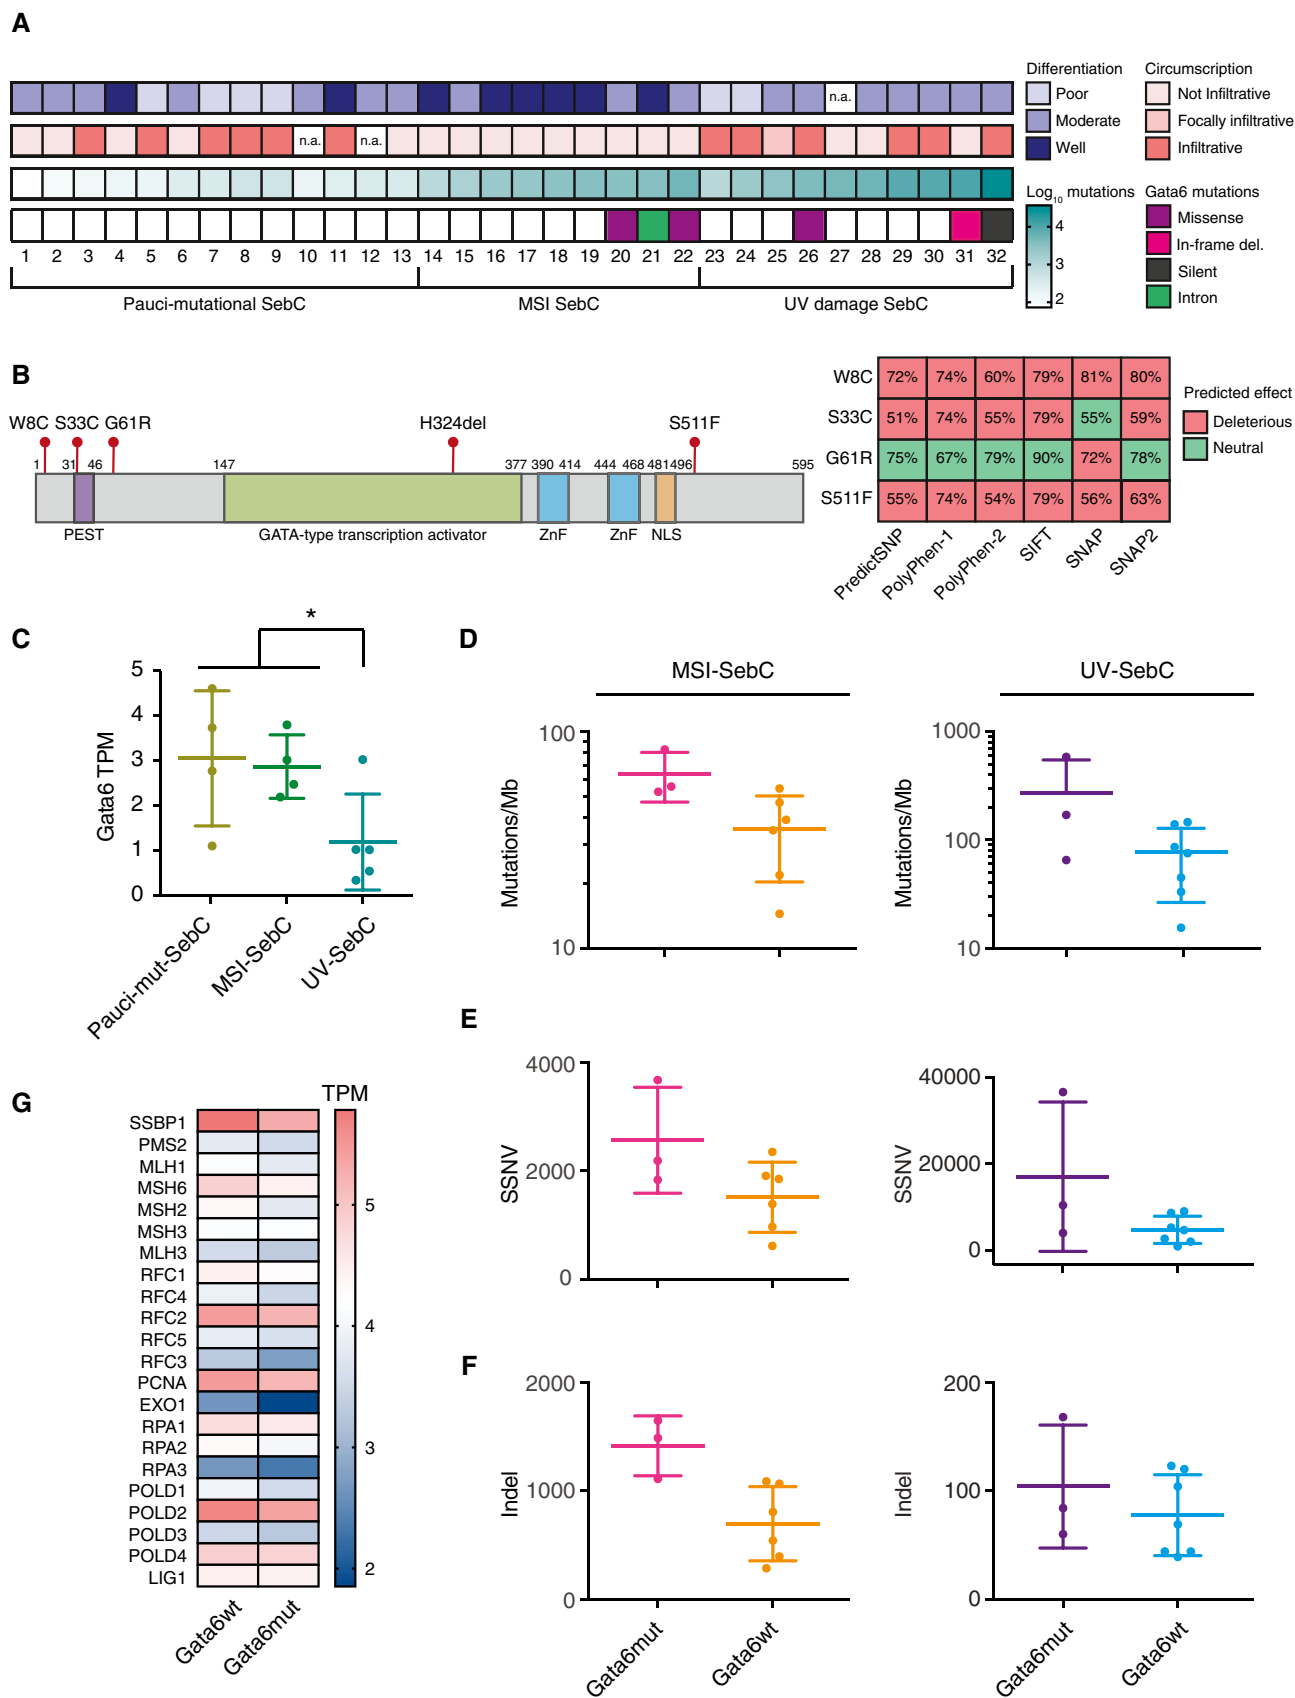 A
Differentiation
Poor
Moderate
Well
Circumscription
Not Infiltrative
Focally infiltrative
Infiltrative
n.a.
n.a.
n.a.
Log10 mutations
4
3
2
Gata6 mutations
Missense
In-frame del.
Silent
Intron
1 2 3 4 5 6 7 8 9 10 11 12 13 14 15 16 17 18 19 20 21 22 23 24 25 26 27 28 29 30 31 32
Pauci-mutational SebC
MSI SebC
UV damage SebC
B
W8C S33C G61R H324del S511F
1 31 46 147 377 390 414 444 468 481 496 595
PEST GATA-type transcription activator ZnF ZnF NLS
W8C 72% 74% 60% 79% 81% 80%
S33C 51% 74% 55% 79% 55% 59%
G61R 75% 67% 79% 90% 72% 78%
S511F 55% 74% 54% 79% 56% 63%
PredictSNP PolyPhen-1 PolyPhen-2 SIFT SNAP SNAP2
Predicted effect
Deleterious
Neutral
C
*
Gata6 TPM
5
4
3
2
1
0
Pauci-mut-SebC
MSI-SebC
UV-SebC
D
MSI-SebC
Mutations/Mb
100
10
UV-SebC
Mutations/Mb
1000
100
10
E
SSNV
4000
2000
0
SSNV
40000
20000
0
F
Indel
2000
1000
0
Gata6mut
Gata6wt
Indel
200
100
0
Gata6mut
Gata6wt
G
TPM
SSBP1
PMS2
MLH1
MSH6
MSH2
MSH3
MLH3
RFC1
RFC4
RFC2
RFC5
RFC3
PCNA
EXO1
RPA1
RPA2
RPA3
POLD1
POLD2
POLD3
POLD4
LIG1
5
4
3
2
Gata6wt
Gata6mut